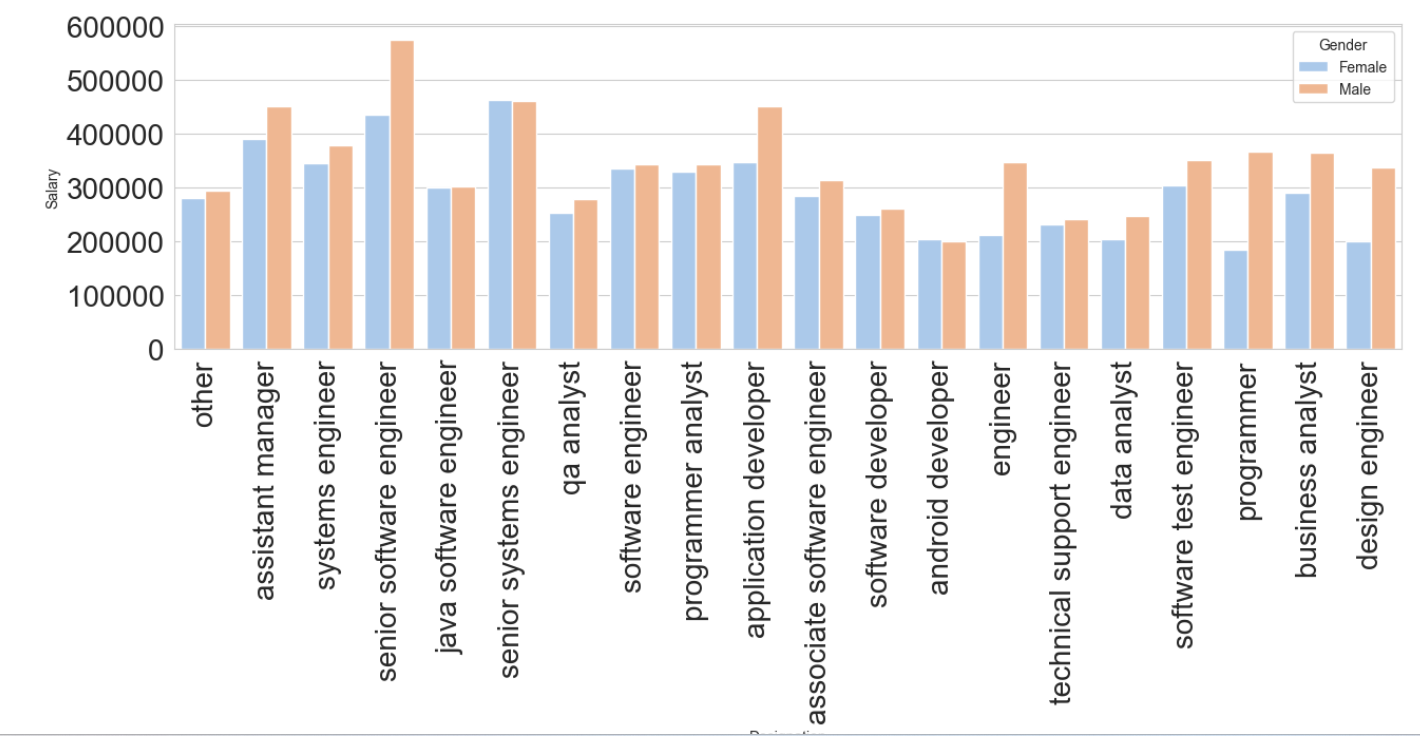 600000
500000
400000
300000
200000
100000
0
Salary
Gender
Female
Male
other
assistant manager
systems engineer
senior software engineer
java software engineer
senior systems engineer
qa analyst
software engineer
programmer analyst
application developer
associate software engineer
software developer
android developer
engineer
technical support engineer
data analyst
software test engineer
programmer
business analyst
design engineer